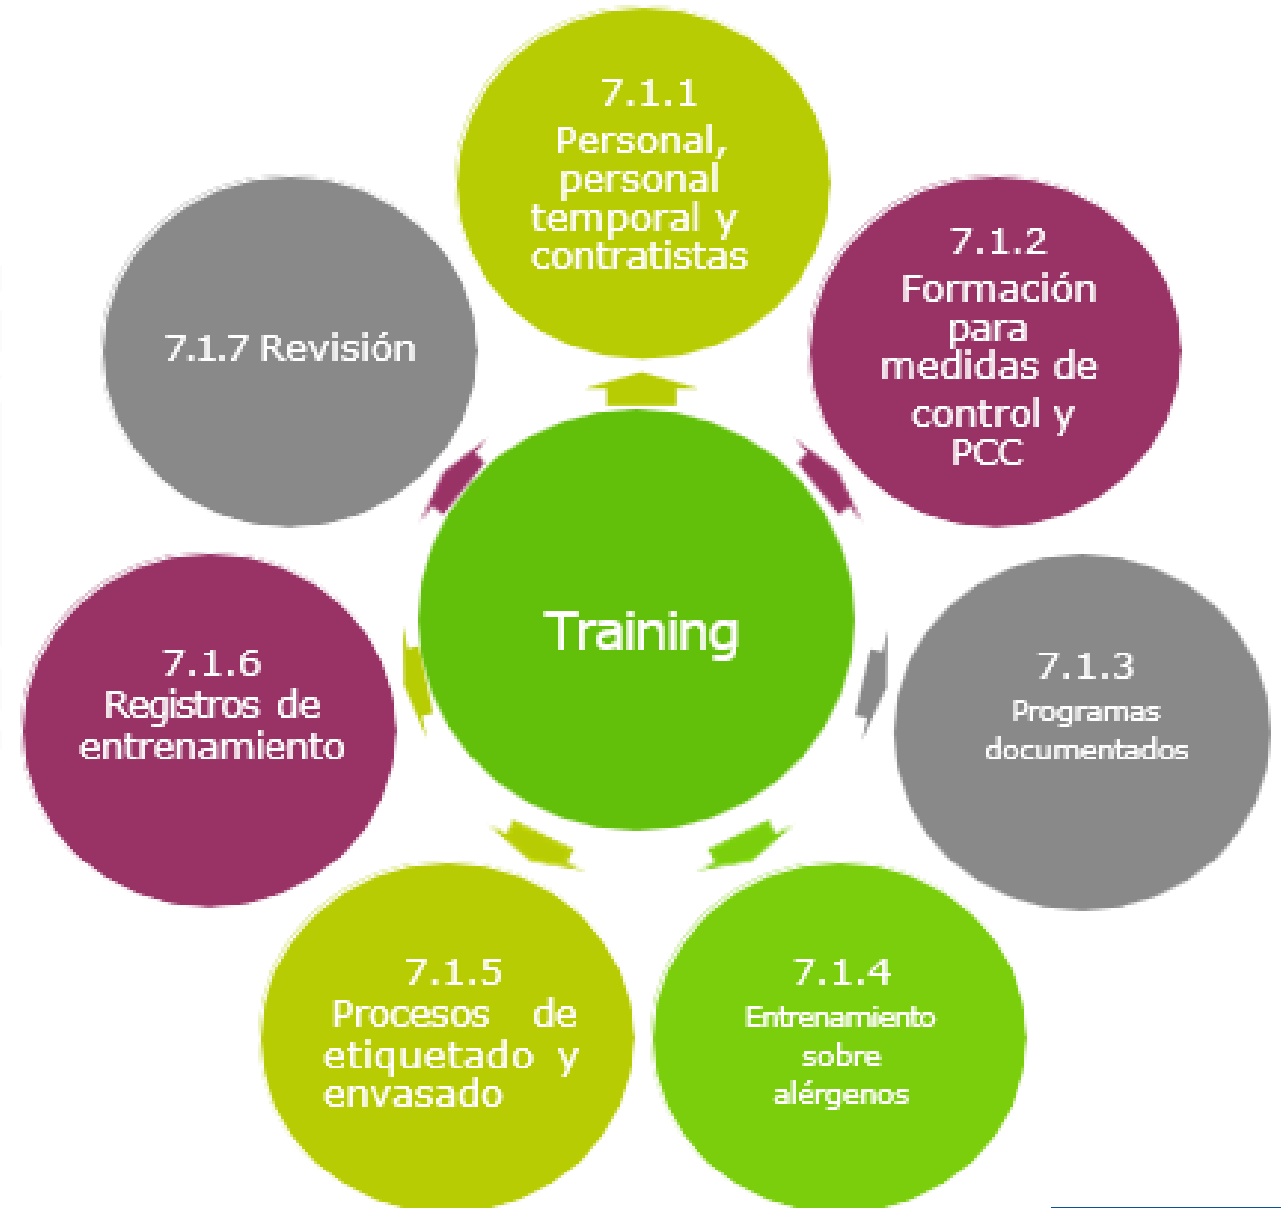 7.1.1
Personal,
personal
temporal y
contratistas
7.1.2
Formación
para
medidas de
control y
PCC
7.1.3
Programas
documentados
7.1.4
Entrenamiento
sobre
alérgenos
7.1.5
Procesos de
etiquetado y
envasado
7.1.6
Registros de
entrenamiento
7.1.7 Revisión
Training